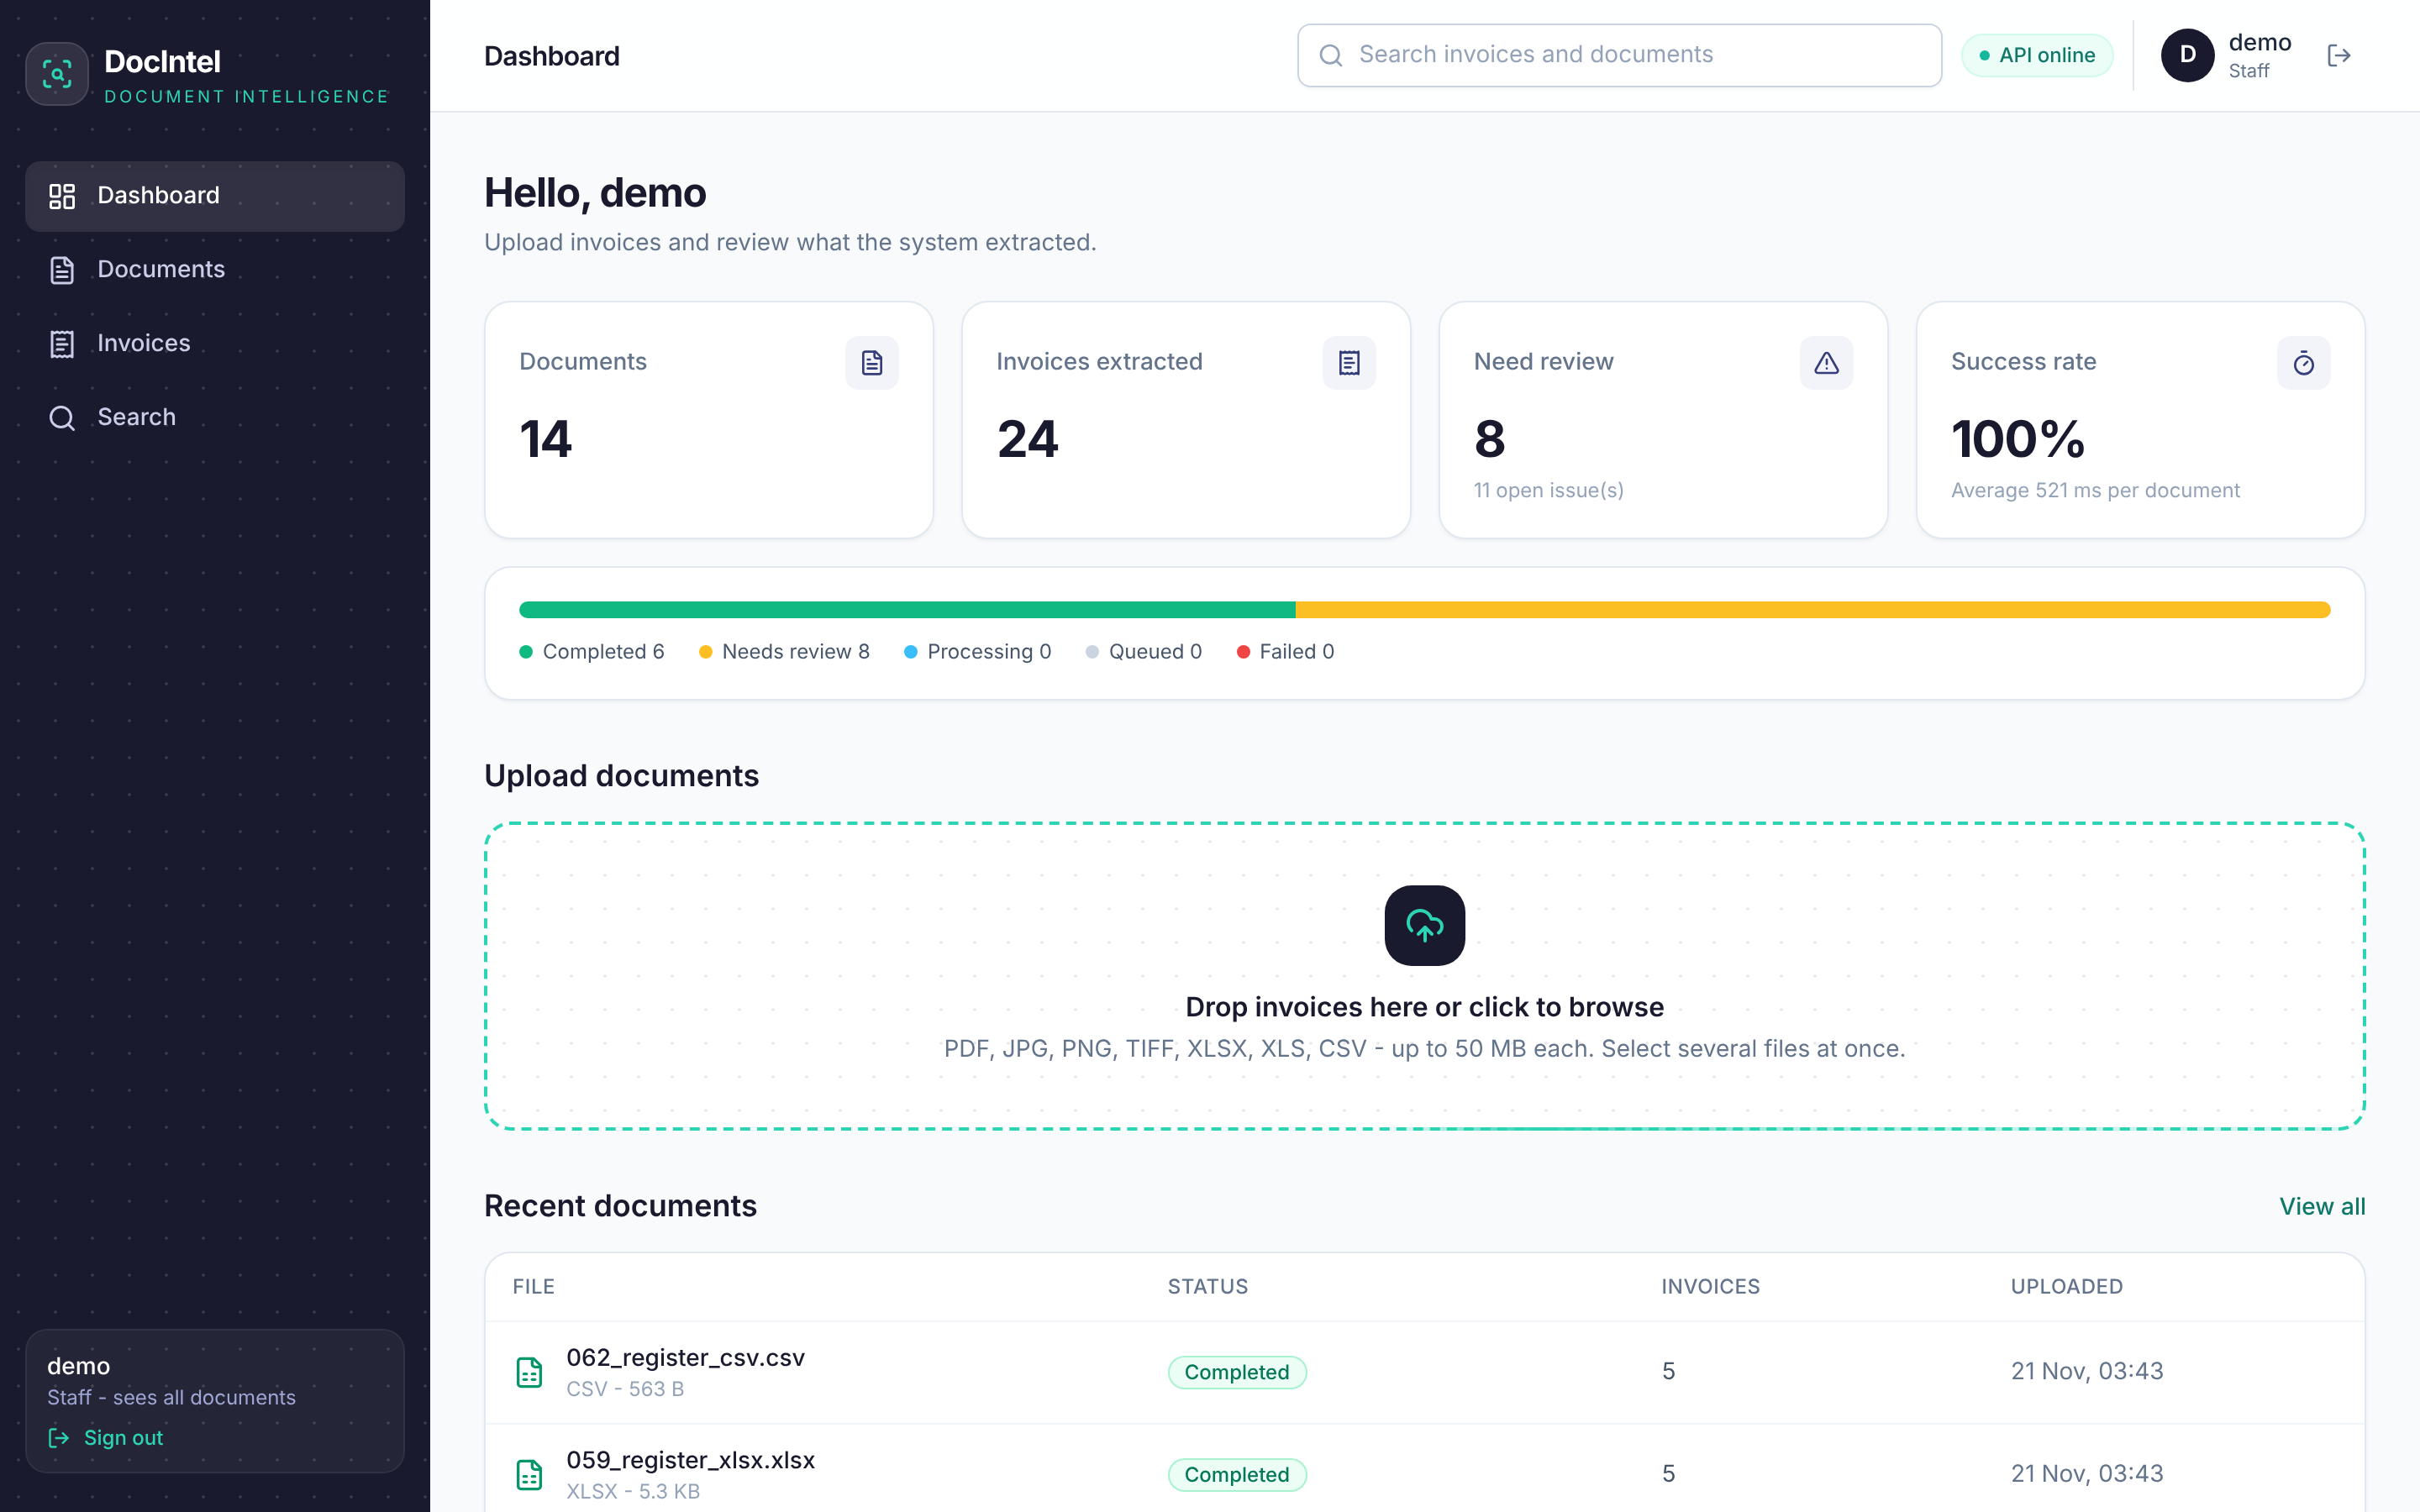 DocIntel
DOCUMENT INTELLIGENCE
Dashboard
Documents
Invoices
Search
demo
Staff - sees all documents
Sign out
Dashboard
Search invoices and documents
API online
D
demo
Staff
Hello, demo
Upload invoices and review what the system extracted.
Documents
14
Invoices extracted
24
Need review
8
11 open issue(s)
Success rate
100%
Average 521 ms per document
Completed 6
Needs review 8
Processing 0
Queued 0
Failed 0
Upload documents
Drop invoices here or click to browse
PDF, JPG, PNG, TIFF, XLSX, XLS, CSV - up to 50 MB each. Select several files at once.
Recent documents
View all
FILE STATUS INVOICES UPLOADED
062_register_csv.csv
CSV - 563 B
Completed
5
21 Nov, 03:43
059_register_xlsx.xlsx
XLSX - 5.3 KB
Completed
5
21 Nov, 03:43